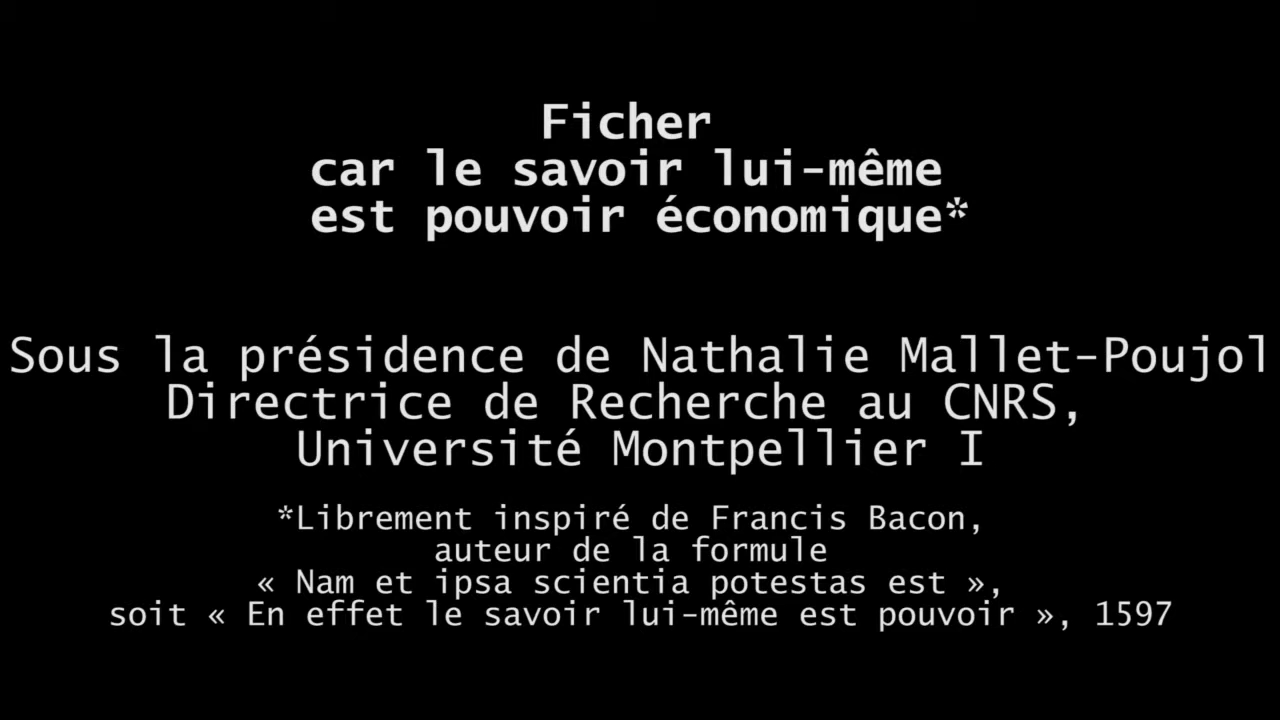 Ficher
car le savoir lui-même
est pouvoir économique*
Sous la présidence de Nathalie Mallet-Poujol
Directrice de Recherche au CNRS,
Université Montpellier I
*Librement inspiré de Francis Bacon,
auteur de la formule
« Nam et ipsa scientia potestas est »,
soit « En effet le savoir lui-même est pouvoir », 1597